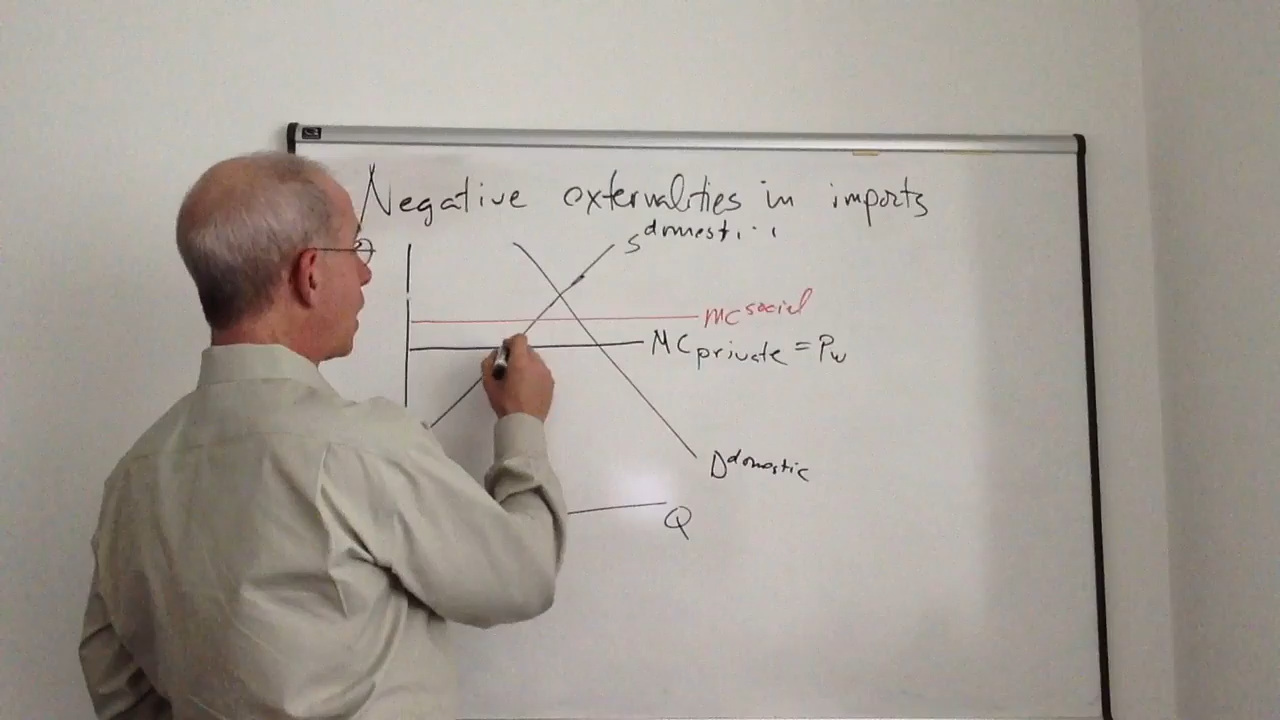 Negative externalities in imports
S domestic
MC social
MC private = Pw
D domestic
Q